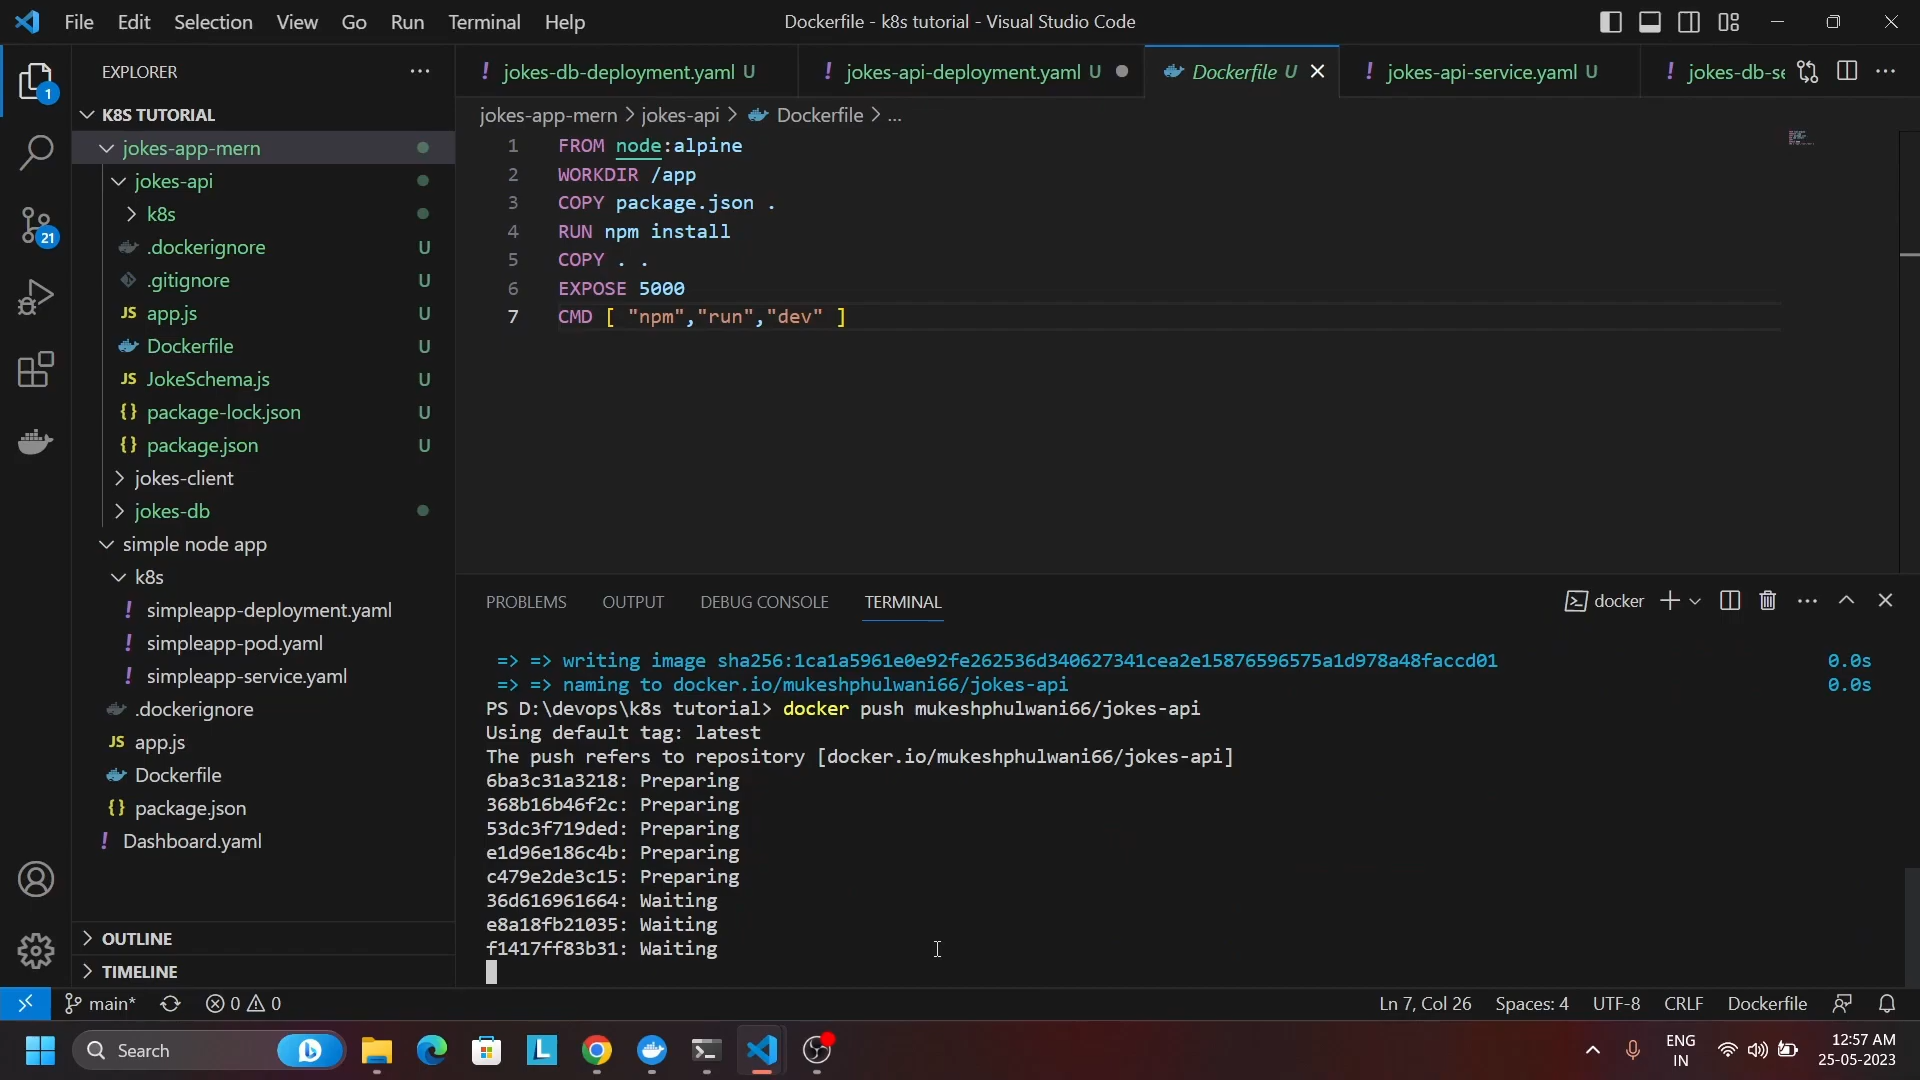 File Edit Selection View Go Run Terminal Help
Dockerfile - k8s tutorial - Visual Studio Code
EXPLORER
K8S TUTORIAL
jokes-app-mern
jokes-api
k8s
.dockerignore U
.gitignore U
JS app.js U
Dockerfile U
JS JokeSchema.js U
{} package-lock.json U
{} package.json U
jokes-client
jokes-db
simple node app
k8s
! simpleapp-deployment.yaml
! simpleapp-pod.yaml
! simpleapp-service.yaml
.dockerignore
JS app.js
Dockerfile
{} package.json
! Dashboard.yaml
OUTLINE
TIMELINE
1
21
! jokes-db-deployment.yaml U
! jokes-api-deployment.yaml U
Dockerfile U
! jokes-api-service.yaml U
! jokes-db-se
jokes-app-mern > jokes-api > Dockerfile > ...
1 FROM node:alpine
2 WORKDIR /app
3 COPY package.json .
4 RUN npm install
5 COPY . .
6 EXPOSE 5000
7 CMD [ "npm","run","dev" ]
PROBLEMS OUTPUT DEBUG CONSOLE TERMINAL
docker
=> => writing image sha256:1ca1a5961e0e92fe262536d340627341cea2e15876596575a1d978a48faccd01 0.0s
=> => naming to docker.io/mukeshphulwani66/jokes-api 0.0s
PS D:\devops\k8s tutorial> docker push mukeshphulwani66/jokes-api
Using default tag: latest
The push refers to repository [docker.io/mukeshphulwani66/jokes-api]
6ba3c31a3218: Preparing
368b16b46f2c: Preparing
53dc3f719ded: Preparing
e1d96e186c4b: Preparing
c479e2de3c15: Preparing
36d616961664: Waiting
e8a18fb21035: Waiting
f1417ff83b31: Waiting
main* 0 0
Ln 7, Col 26 Spaces: 4 UTF-8 CRLF Dockerfile
Search
L
ENG
IN
12:57 AM
25-05-2023